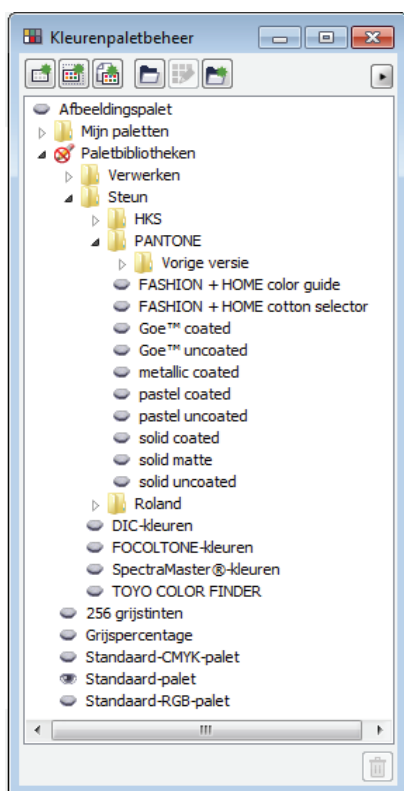 Kleurenpaletbeheer
Afbeeldingspalet
Mijn paletten
Paletbibliotheken
Verwerken
Steun
HKS
PANTONE
Vorige versie
FASHION + HOME color guide
FASHION + HOME cotton selector
Goe™ coated
Goe™ uncoated
metallic coated
pastel coated
pastel uncoated
solid coated
solid matte
solid uncoated
Roland
DIC-kleuren
FOCOLTONE-kleuren
SpectraMaster®-kleuren
TOYO COLOR FINDER
256 grijstinten
Grijspercentage
Standaard-CMYK-palet
Standaard-palet
Standaard-RGB-palet